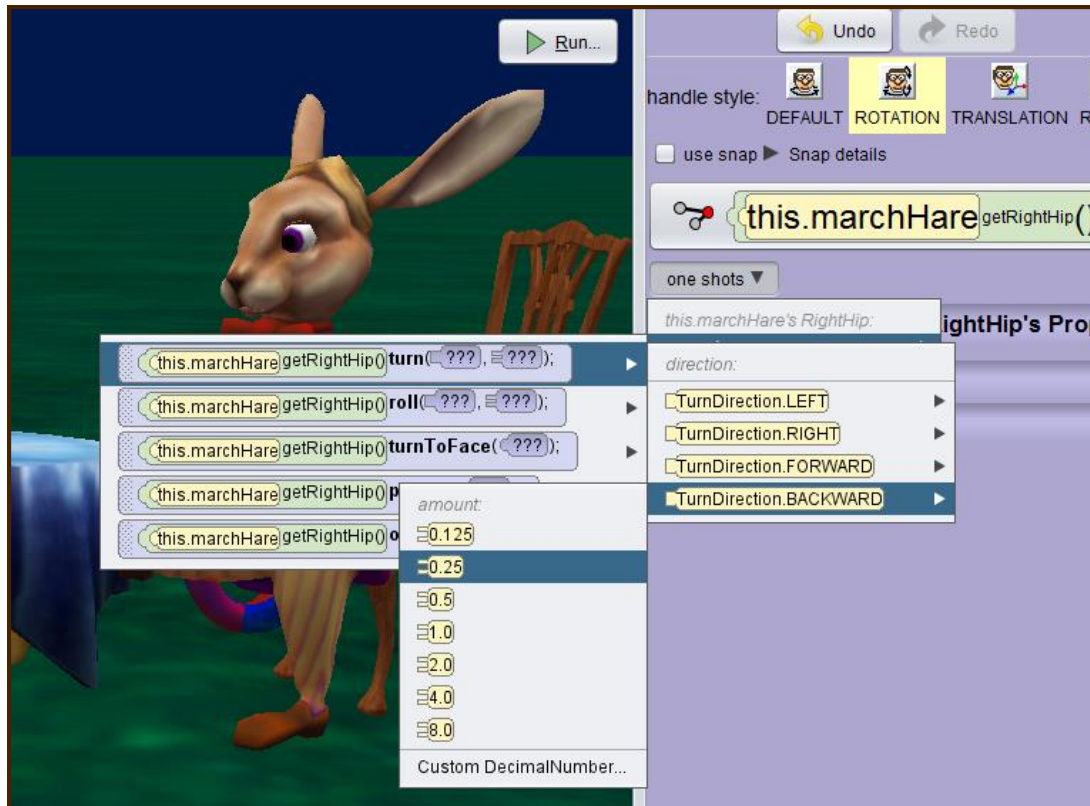 Run...
Undo Redo
handle style:
DEFAULT ROTATION TRANSLATION R
use snap Snap details
this.marchHare getRightHip()
one shots
this.marchHare's RightHip:
ightHip's Pro
this.marchHare getRightHip() turn( ??? , ??? );
this.marchHare getRightHip() roll( ??? , ??? );
this.marchHare getRightHip() turnToFace( ??? );
this.marchHare getRightHip() p
this.marchHare getRightHip() o
direction:
TurnDirection.LEFT
TurnDirection.RIGHT
TurnDirection.FORWARD
TurnDirection.BACKWARD
amount:
0.125
0.25
0.5
1.0
2.0
4.0
8.0
Custom DecimalNumber...